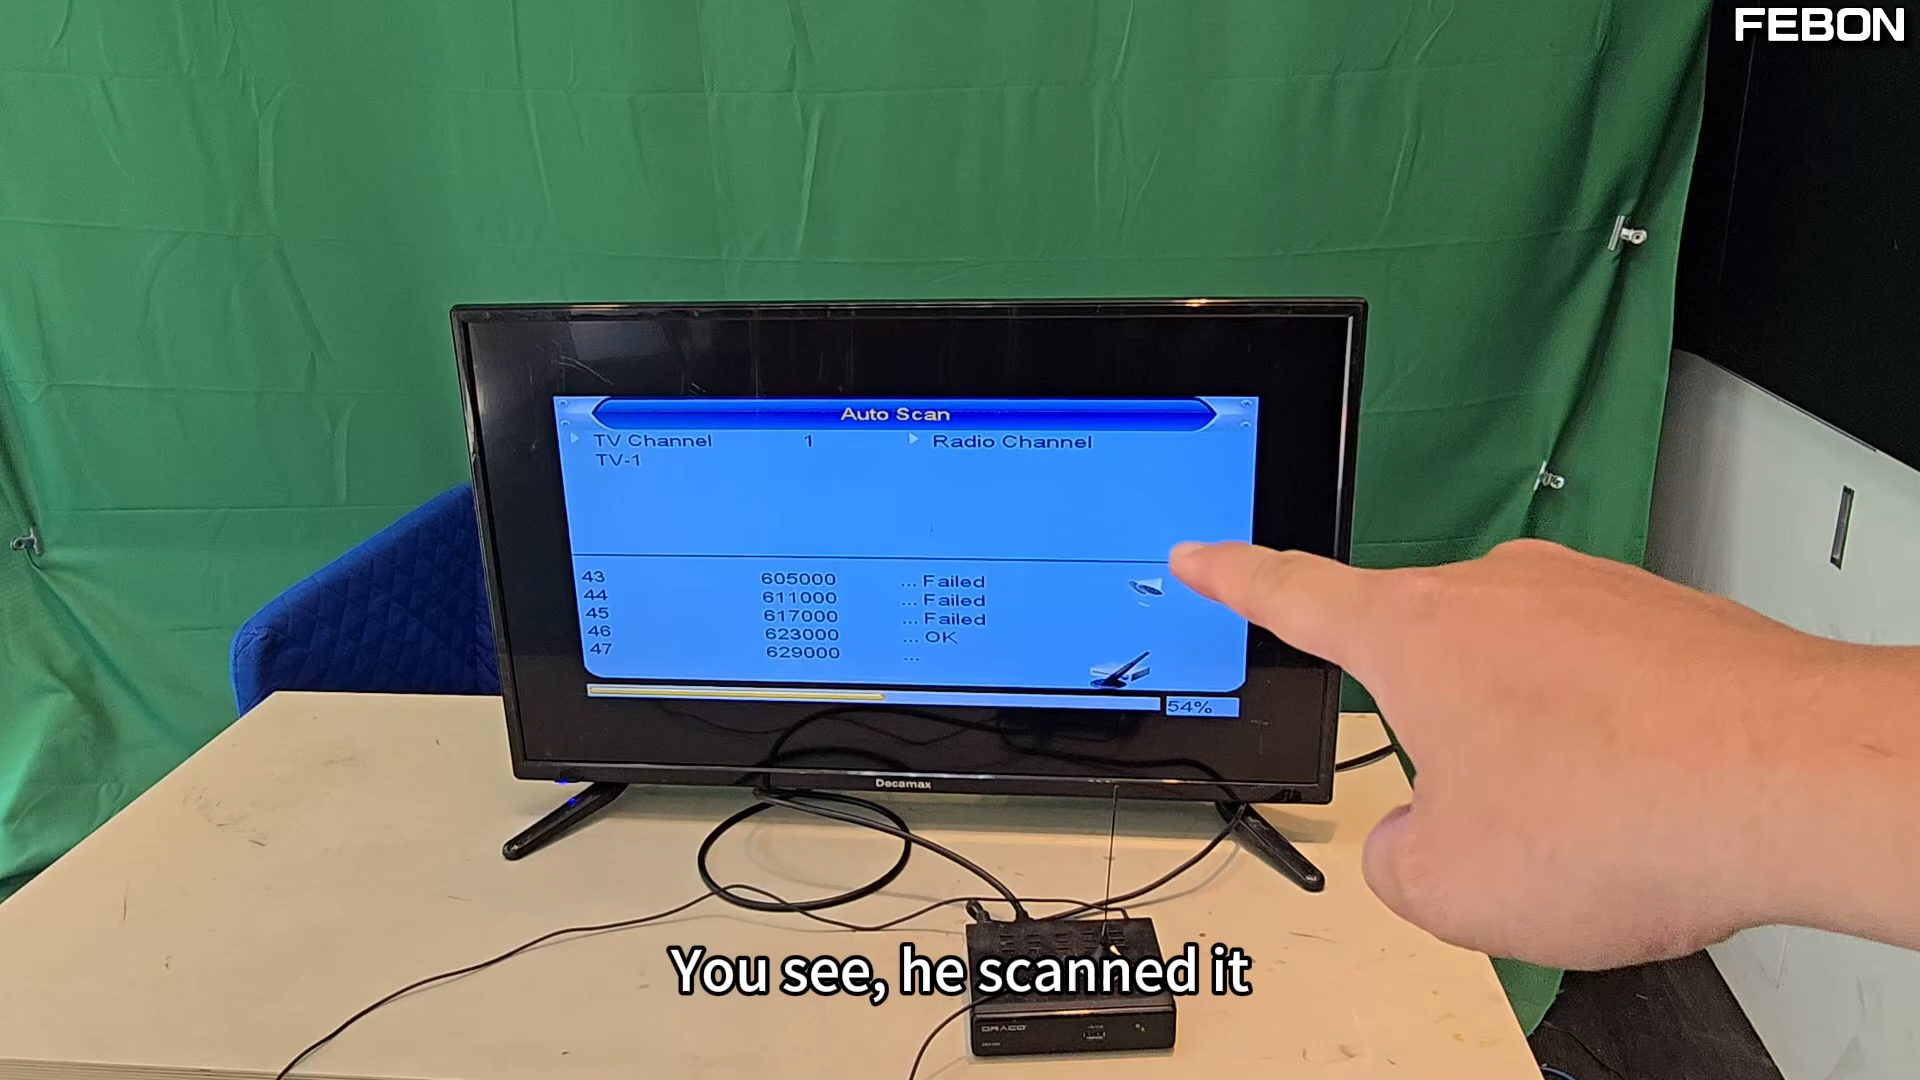 FEBON
Auto Scan
TV Channel 1 Radio Channel
TV-1
43 605000 ... Failed
44 611000 ... Failed
45 617000 ... Failed
46 623000 ... OK
47 629000 ...
54%
Decamax
You see, he scanned it
DRACO